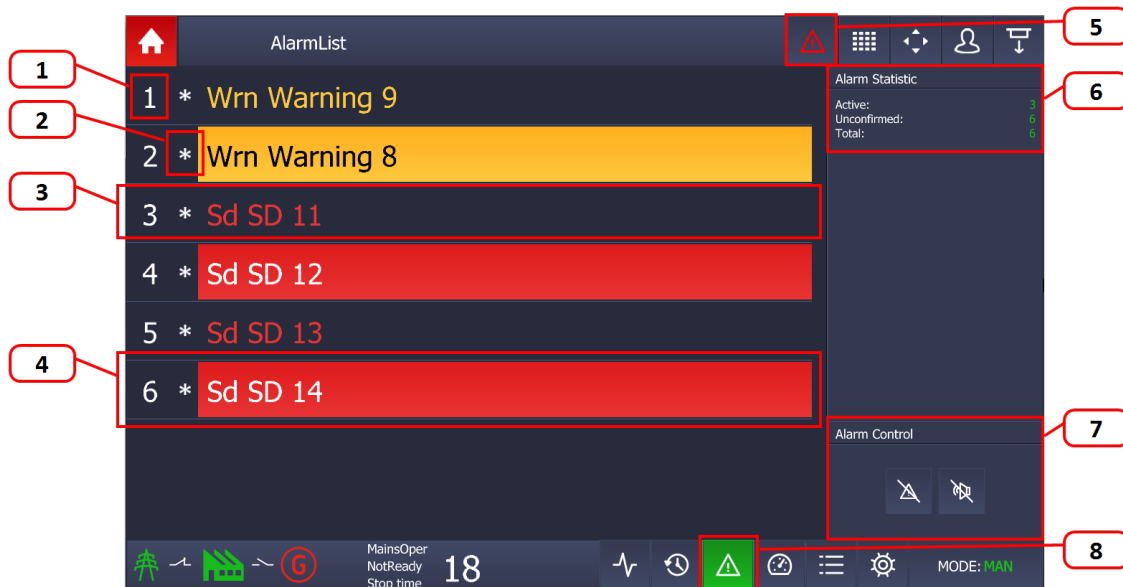 AlarmList
5
1
1 * Wrn Warning 9
Alarm Statistic
Active: 3
Unconfirmed: 6
Total: 6
6
2
2 * Wrn Warning 8
3
3 * Sd SD 11
4 * Sd SD 12
5 * Sd SD 13
4
6 * Sd SD 14
Alarm Control
7
G
MainsOper
NotReady
Stop time
18
MODE: MAN
8